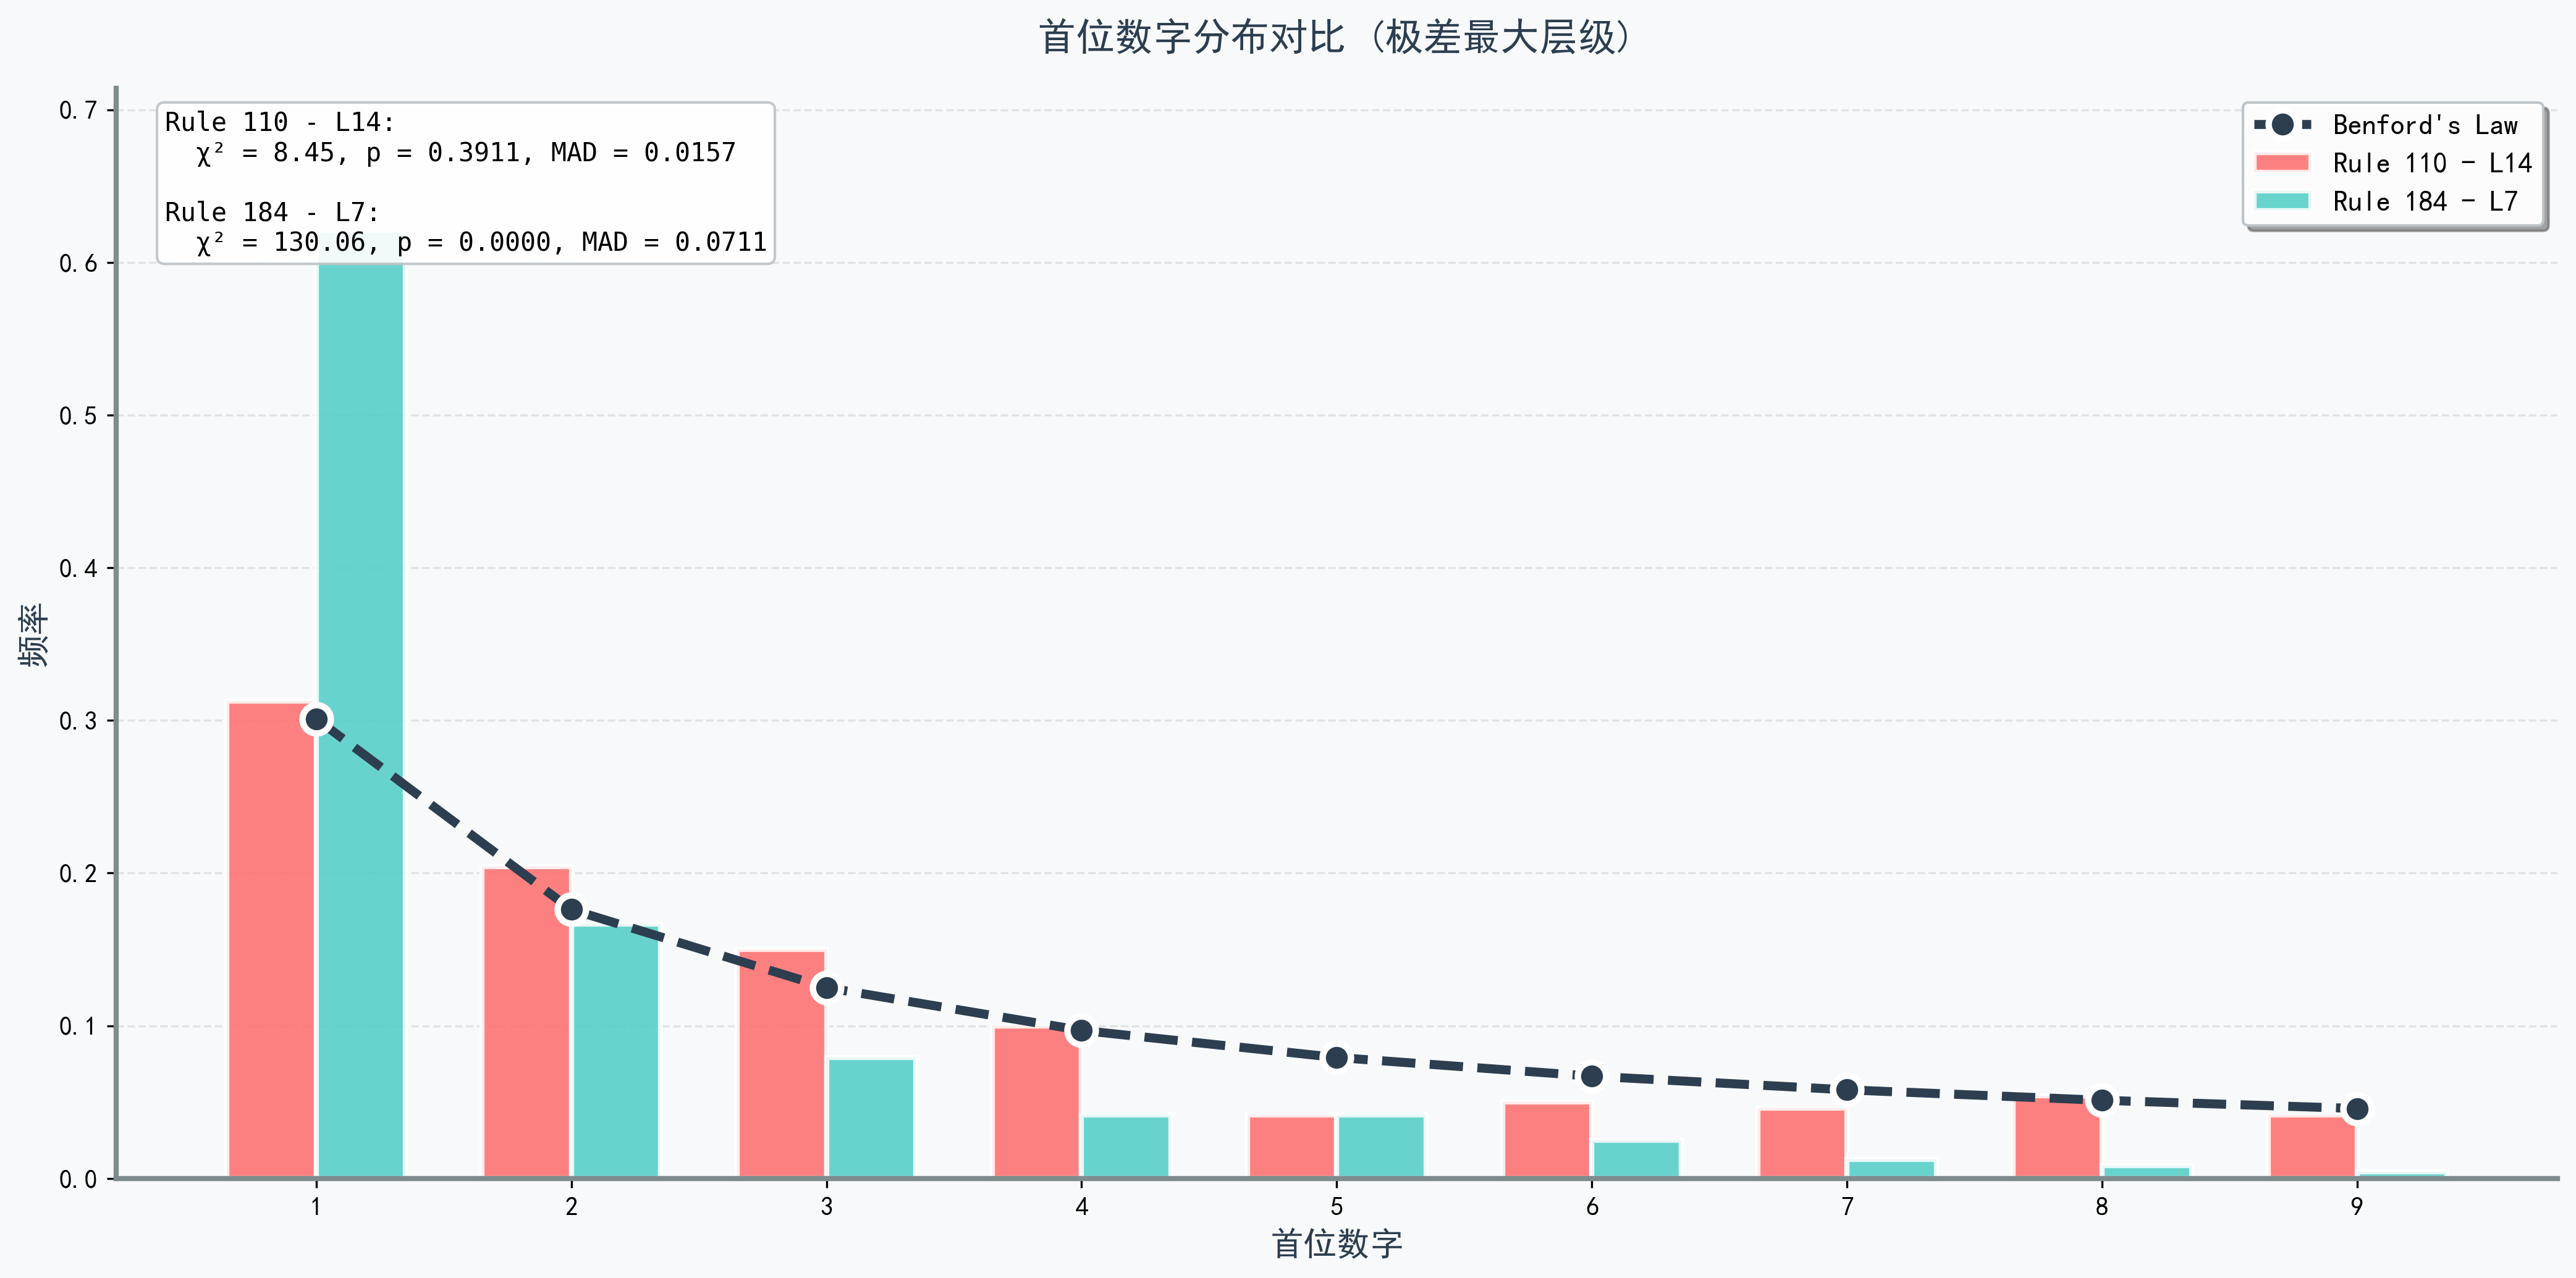 首位数字分布对比 (极差最大层级)
Rule 110 - L14:
χ² = 8.45, p = 0.3911, MAD = 0.0157
Rule 184 - L7:
χ² = 130.06, p = 0.0000, MAD = 0.0711
Benford's Law
Rule 110 - L14
Rule 184 - L7
频率
0.7
0.6
0.5
0.4
0.3
0.2
0.1
0.0
1 2 3 4 5 6 7 8 9
首位数字